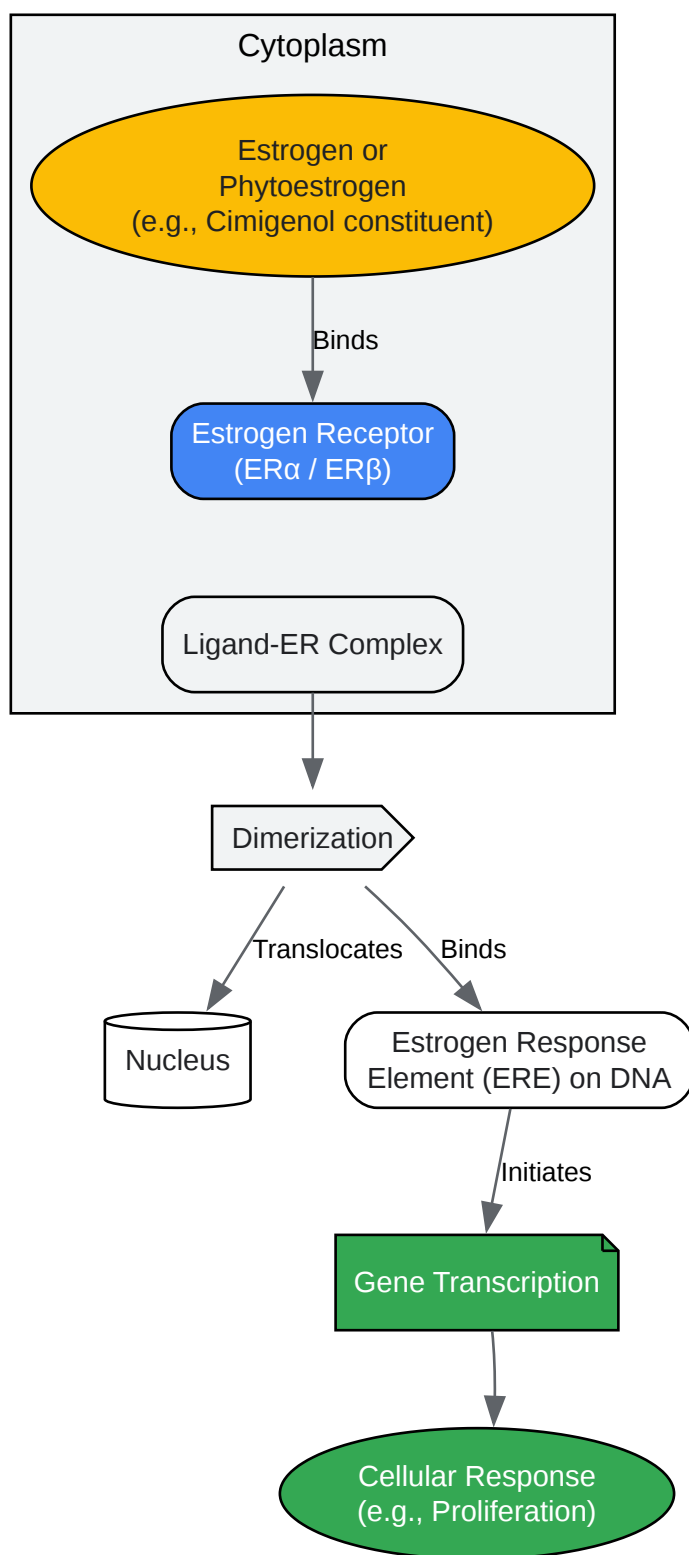 Cytoplasm
Estrogen or
Phytoestrogen
(e.g., Cimigenol constituent)
Binds
Estrogen Receptor
(ERα / ERβ)
Ligand-ER Complex
Dimerization
Translocates
Binds
Nucleus
Estrogen Response
Element (ERE) on DNA
Initiates
Gene Transcription
Cellular Response
(e.g., Proliferation)